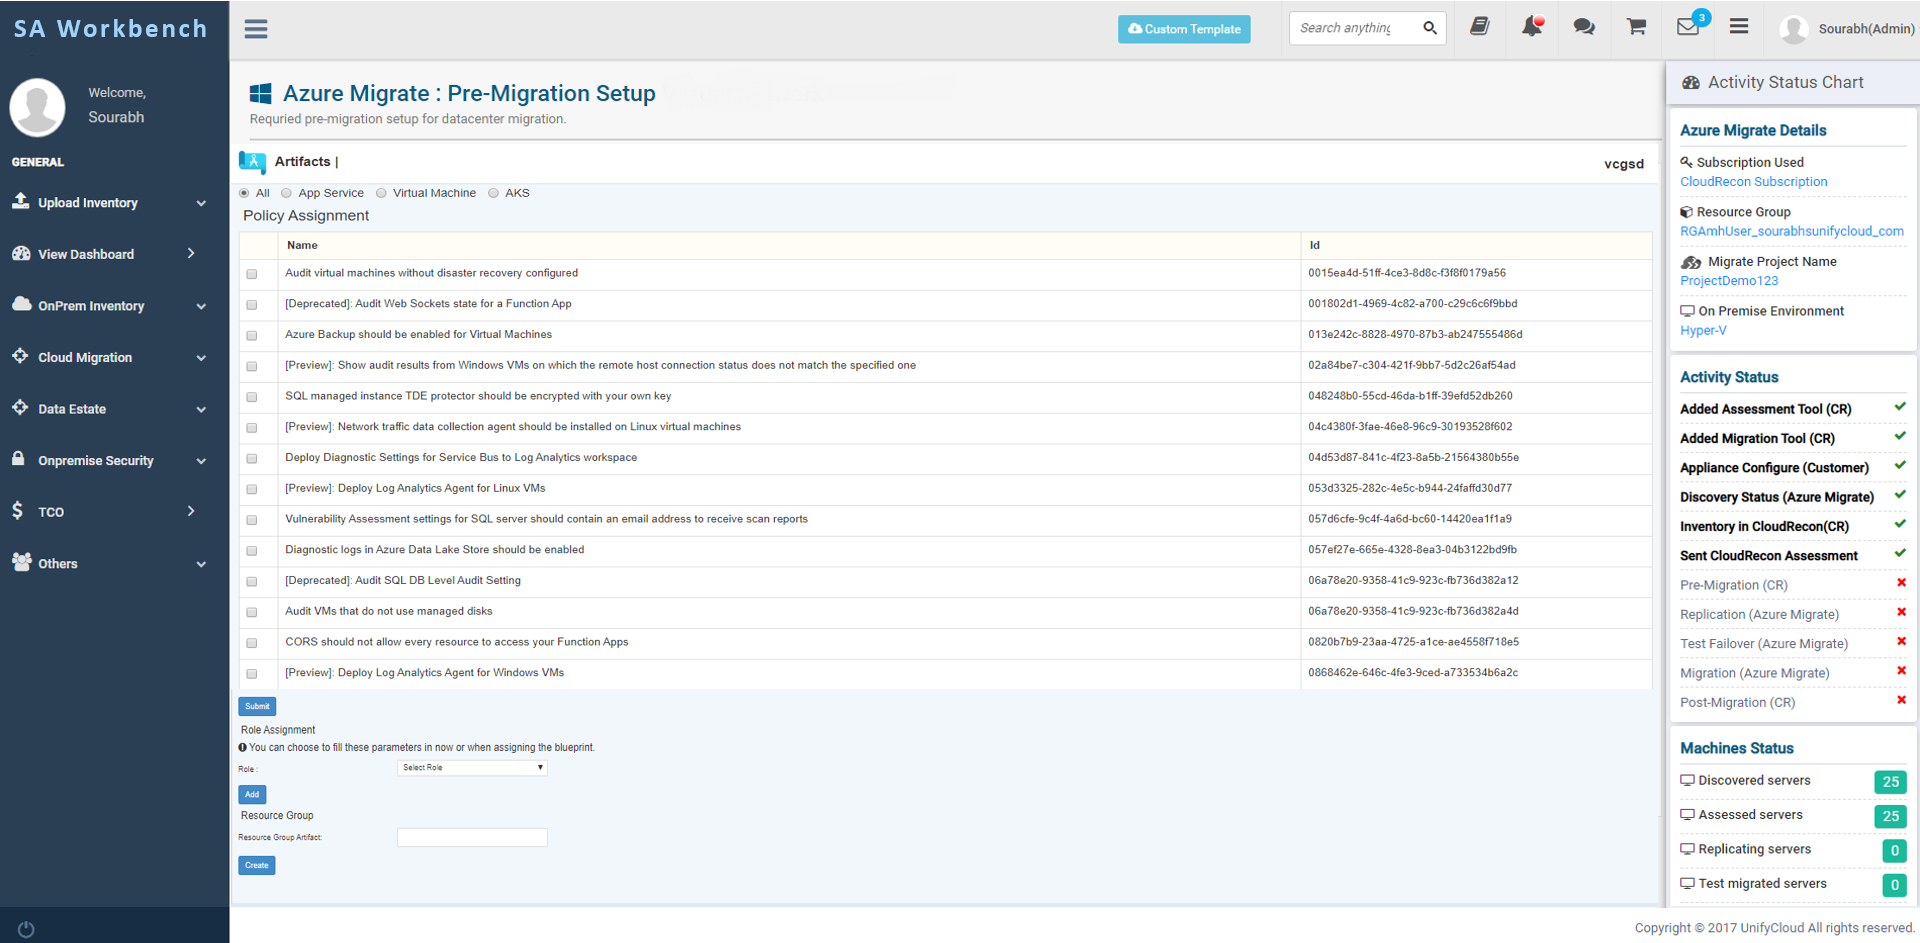 SA Workbench
Custom Template
Search anything
3
Sourabh(Admin)
Welcome,
Sourabh
GENERAL
Upload Inventory
View Dashboard
OnPrem Inventory
Cloud Migration
Data Estate
Onpremise Security
TCO
Others
Azure Migrate : Pre-Migration Setup
Requried pre-migration setup for datacenter migration.
Artifacts |
vcgsd
All App Service Virtual Machine AKS
Policy Assignment
Name Id
Audit virtual machines without disaster recovery configured 0015ea4d-51ff-4ce3-8d8c-f3f8f0179a56
[Deprecated]: Audit Web Sockets state for a Function App 001802d1-4969-4c82-a700-c29c6c6f9bbd
Azure Backup should be enabled for Virtual Machines 013e242c-8828-4970-87b3-ab247555486d
[Preview]: Show audit results from Windows VMs on which the remote host connection status does not match the specified one 02a84be7-c304-421f-9bb7-5d2c26af54ad
SQL managed instance TDE protector should be encrypted with your own key 048248b0-55cd-46da-b1ff-39efd52db260
[Preview]: Network traffic data collection agent should be installed on Linux virtual machines 04c4380f-3fae-46e8-96c9-30193528f602
Deploy Diagnostic Settings for Service Bus to Log Analytics workspace 04d53d87-841c-4f23-8a5b-21564380b55e
[Preview]: Deploy Log Analytics Agent for Linux VMs 053d3325-282c-4e5c-b944-24faffd30d77
Vulnerability Assessment settings for SQL server should contain an email address to receive scan reports 057d6cfe-9c4f-4a6d-bc60-14420ea1f1a9
Diagnostic logs in Azure Data Lake Store should be enabled 057ef27e-665e-4328-8ea3-04b3122bd9fb
[Deprecated]: Audit SQL DB Level Audit Setting 06a78e20-9358-41c9-923c-fb736d382a12
Audit VMs that do not use managed disks 06a78e20-9358-41c9-923c-fb736d382a4d
CORS should not allow every resource to access your Function Apps 0820b7b9-23aa-4725-a1ce-ae4558f718e5
[Preview]: Deploy Log Analytics Agent for Windows VMs 0868462e-646c-4fe3-9ced-a733534b6a2c
Submit
Role Assignment
You can choose to fill these parameters in now or when assigning the blueprint.
Role : Select Role
Add
Resource Group
Resource Group Artifact:
Create
Activity Status Chart
Azure Migrate Details
Subscription Used
CloudRecon Subscription
Resource Group
RGAmhUser_sourabhsunifycloud_com
Migrate Project Name
ProjectDemo123
On Premise Environment
Hyper-V
Activity Status
Added Assessment Tool (CR)
Added Migration Tool (CR)
Appliance Configure (Customer)
Discovery Status (Azure Migrate)
Inventory in CloudRecon(CR)
Sent CloudRecon Assessment
Pre-Migration (CR)
Replication (Azure Migrate)
Test Failover (Azure Migrate)
Migration (Azure Migrate)
Post-Migration (CR)
Machines Status
Discovered servers 25
Assessed servers 25
Replicating servers 0
Test migrated servers 0
Copyright © 2017 UnifyCloud All rights reserved.